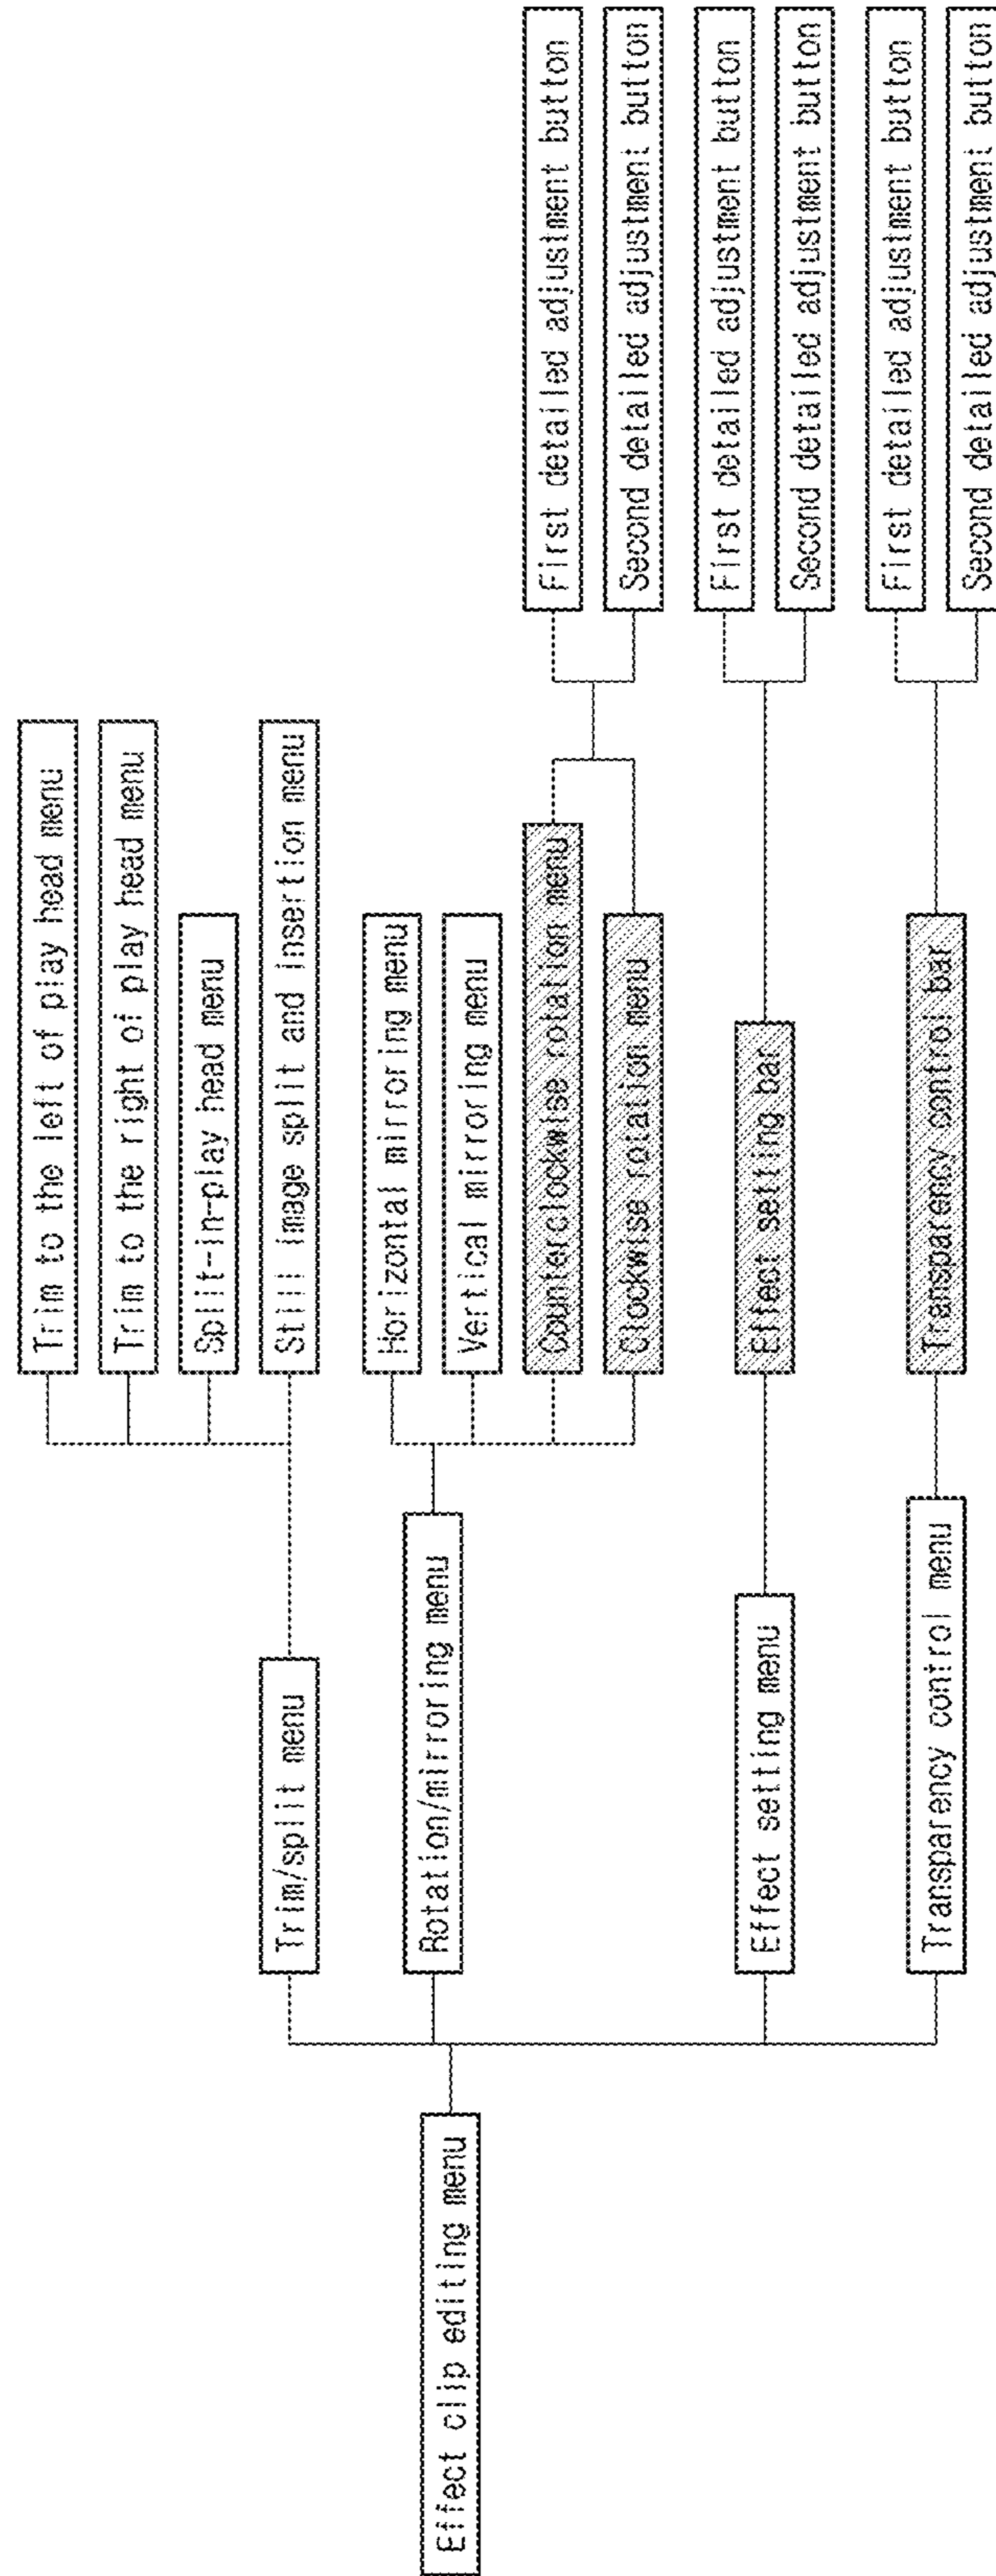 Effect clip editing menu
Trim/split menu
Trim to the left of play head menu
Trim to the right of play head menu
Split-in-play head menu
Still image split and insertion menu
Rotation/mirroring menu
Horizontal mirroring menu
Vertical mirroring menu
Counterclockwise rotation menu
Clockwise rotation menu
First detailed adjustment button
Second detailed adjustment button
Effect setting menu
Effect setting bar
First detailed adjustment button
Second detailed adjustment button
Transparency control menu
Transparency control bar
First detailed adjustment button
Second detailed adjustment button